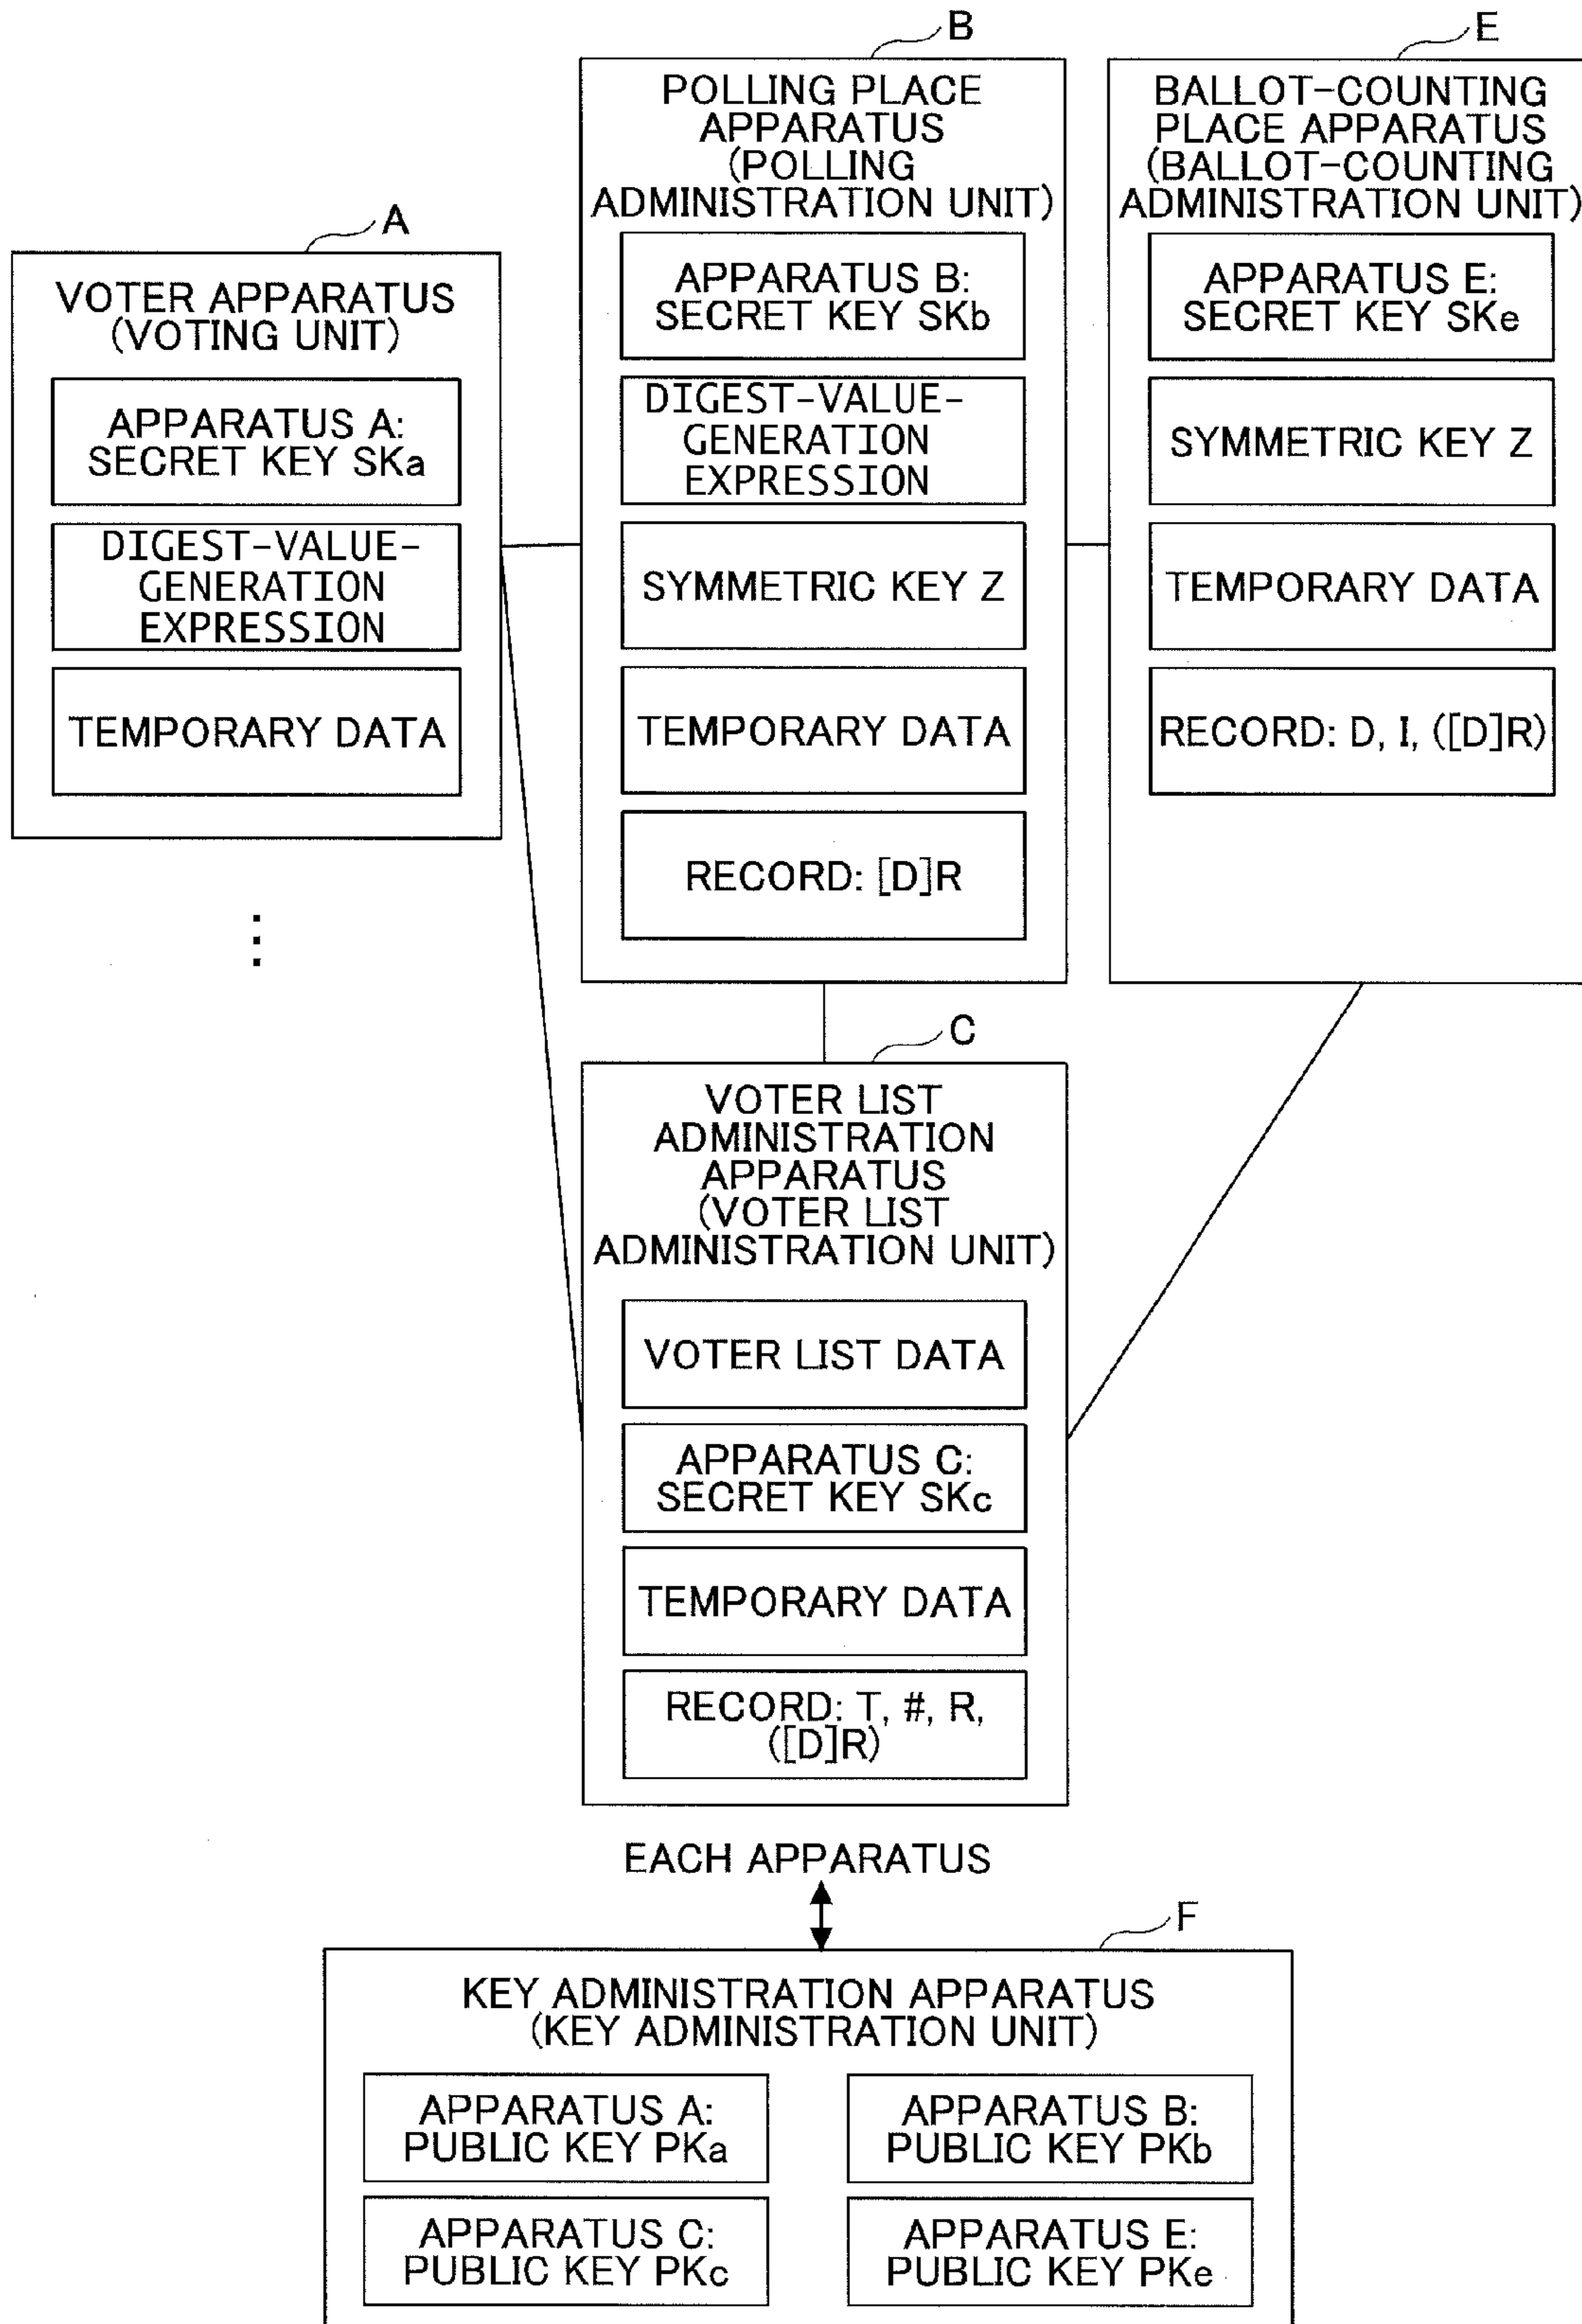 A
VOTER APPARATUS
(VOTING UNIT)
APPARATUS A:
SECRET KEY SKa
DIGEST-VALUE-
GENERATION
EXPRESSION
TEMPORARY DATA
⋮
B
POLLING PLACE
APPARATUS
(POLLING
ADMINISTRATION UNIT)
APPARATUS B:
SECRET KEY SKb
DIGEST-VALUE-
GENERATION
EXPRESSION
SYMMETRIC KEY Z
TEMPORARY DATA
RECORD: [D]R
E
BALLOT-COUNTING
PLACE APPARATUS
(BALLOT-COUNTING
ADMINISTRATION UNIT)
APPARATUS E:
SECRET KEY SKe
SYMMETRIC KEY Z
TEMPORARY DATA
RECORD: D, I, ([D]R)
C
VOTER LIST
ADMINISTRATION
APPARATUS
(VOTER LIST
ADMINISTRATION UNIT)
VOTER LIST DATA
APPARATUS C:
SECRET KEY SKc
TEMPORARY DATA
RECORD: T, #, R,
([D]R)
EACH APPARATUS
F
KEY ADMINISTRATION APPARATUS
(KEY ADMINISTRATION UNIT)
APPARATUS A:
PUBLIC KEY PKa
APPARATUS B:
PUBLIC KEY PKb
APPARATUS C:
PUBLIC KEY PKc
APPARATUS E:
PUBLIC KEY PKe